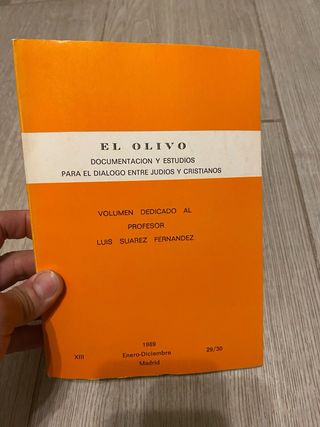 EL OLIVO
DOCUMENTACION Y ESTUDIOS
PARA EL DIALOGO ENTRE JUDIOS Y CRISTIANOS
VOLUMEN DEDICADO AL
PROFESOR
LUIS SUAREZ FERNANDEZ
XIII
1989
Enero-Diciembre
Madrid
29/30